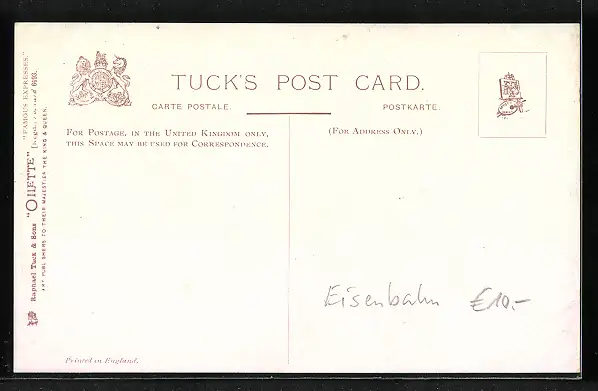 TUCK'S POST CARD.
CARTE POSTALE.
POSTKARTE.
FOR POSTAGE, IN THE UNITED KINGDOM ONLY,
THIS SPACE MAY BE USED FOR CORRESPONDENCE.
(FOR ADDRESS ONLY.)
Eisenbahn €10.-
Raphael Tuck & Sons "OILETTE"
"FAMOUS EXPRESSES."
ART PUBLISHERS TO THEIR MAJESTIES THE KING & QUEEN.
Printed in England.